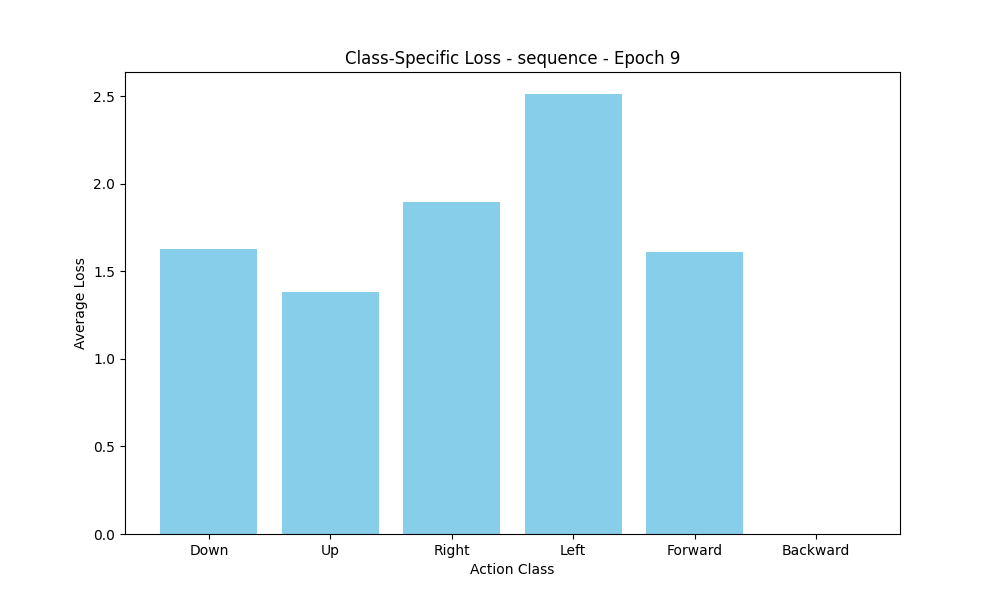 Class-Specific Loss - sequence - Epoch 9
Average Loss
2.5
2.0
1.5
1.0
0.5
0.0
Down Up Right Left Forward Backward
Action Class